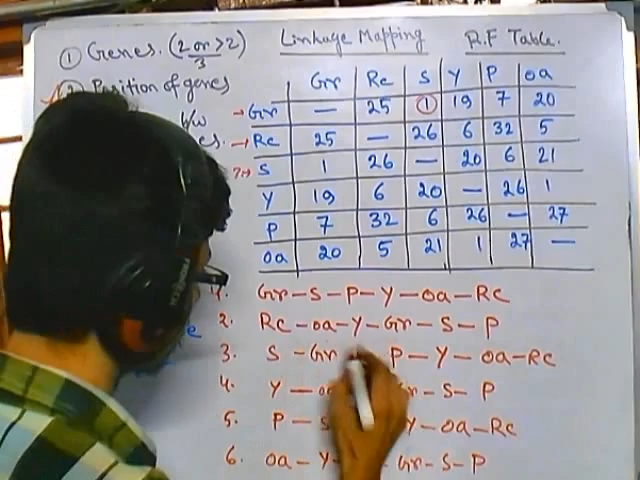 ① Genes. (2 or >2) Linkage Mapping R.F Table.
3
Position of genes
b/w
es.
Gr Rc S Y P oa
→ Gr — 25 ① 19 7 20
→ Rc 25 — 26 6 32 5
S 1 26 — 20 6 21
Y 19 6 20 — 26 1
P 7 32 6 26 — 27
oa 20 5 21 1 27 —
1. Gr – S – P – Y – oa – Rc
2. Rc – oa – Y – Gr – S – P
3. S – Gr P – Y – oa – Rc
4. Y – S – P
5. P – Y – oa – Rc
6. oa – Y – Gr – S – P